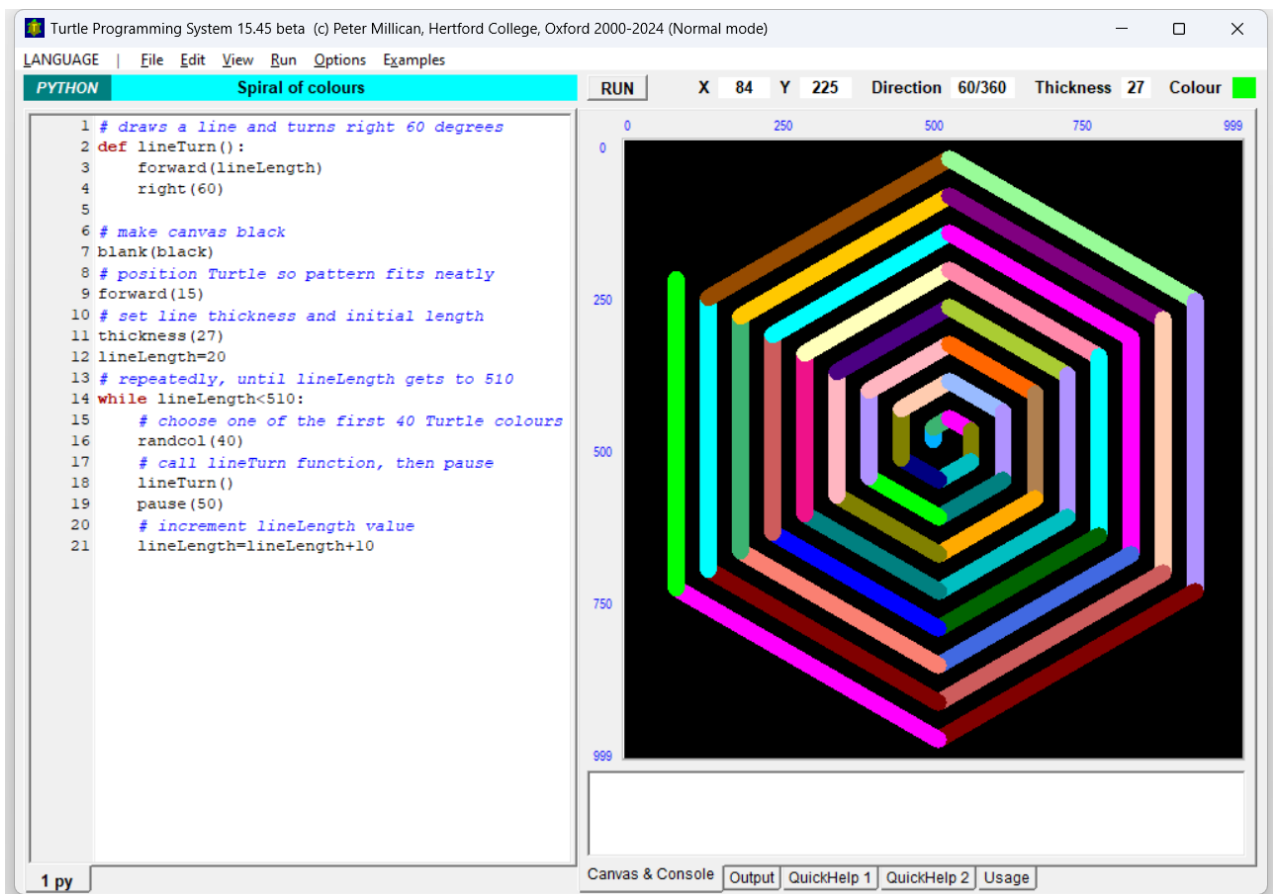 Turtle Programming System 15.45 beta (c) Peter Millican, Hertford College, Oxford 2000-2024 (Normal mode)
LANGUAGE | File Edit View Run Options Examples
PYTHON Spiral of colours
1 # draws a line and turns right 60 degrees
2 def lineTurn():
3 forward(lineLength)
4 right(60)
5
6 # make canvas black
7 blank(black)
8 # position Turtle so pattern fits neatly
9 forward(15)
10 # set line thickness and initial length
11 thickness(27)
12 lineLength=20
13 # repeatedly, until lineLength gets to 510
14 while lineLength<510:
15 # choose one of the first 40 Turtle colours
16 randcol(40)
17 # call lineTurn function, then pause
18 lineTurn()
19 pause(50)
20 # increment lineLength value
21 lineLength=lineLength+10
1 py
RUN X 84 Y 225 Direction 60/360 Thickness 27 Colour
0 250 500 750 999
0
250
500
750
999
Canvas & Console Output QuickHelp 1 QuickHelp 2 Usage